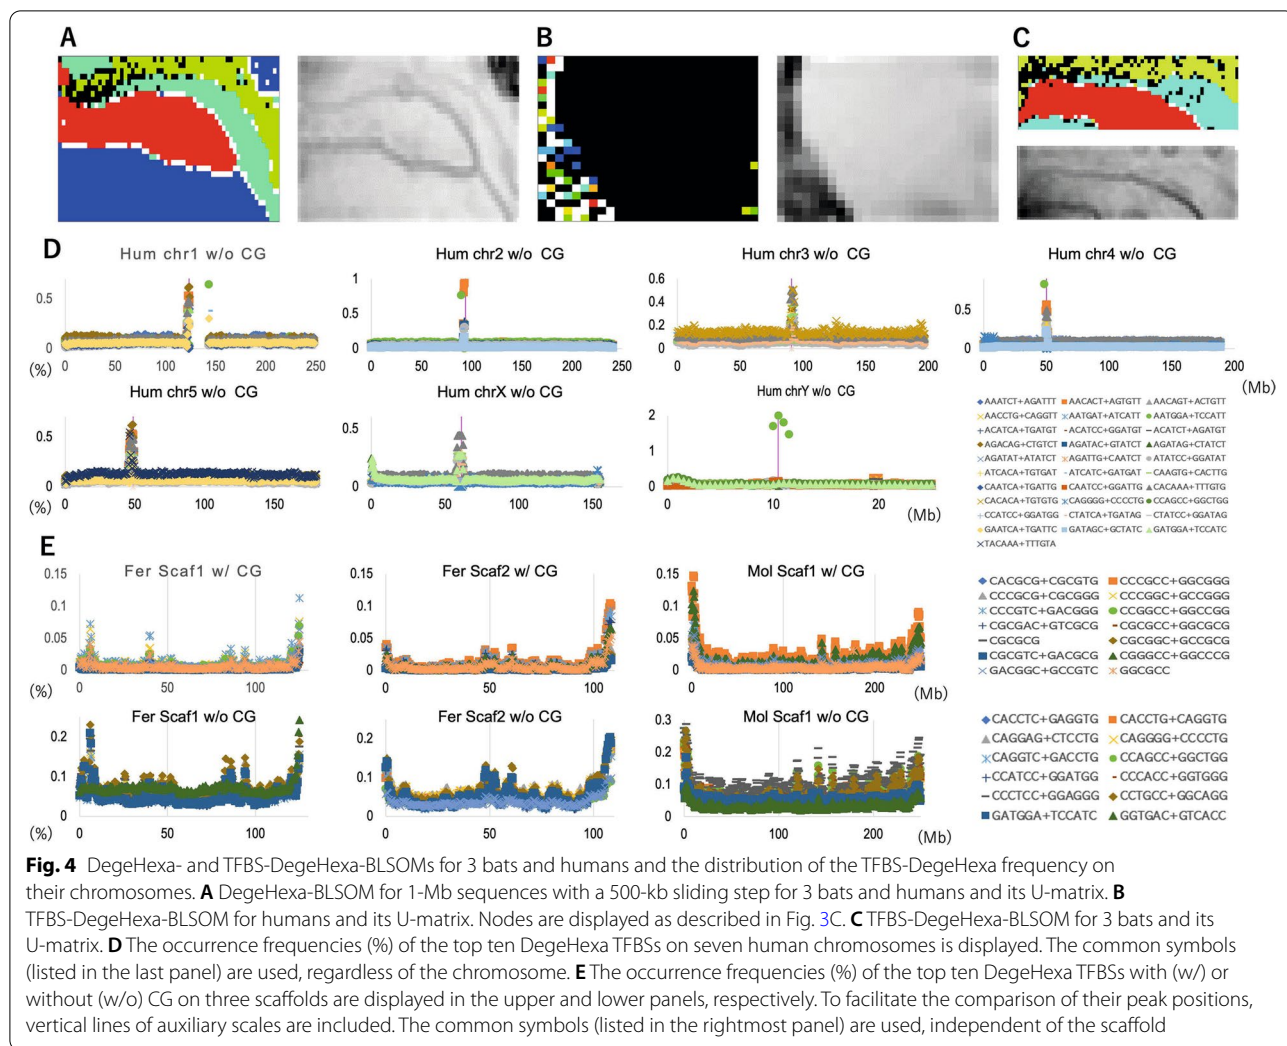 A
B
C
D
Hum chr1 w/o CG
Hum chr2 w/o CG
Hum chr3 w/o CG
Hum chr4 w/o CG
0.5
0
(%)
0 50 100 150 200 250
1
0.5
0
0 50 100 150 200 250
0.6
0.4
0.2
0
0 50 100 150 200
0.5
0
0 50 100 150 200
(Mb)
Hum chr5 w/o CG
Hum chrX w/o CG
Hum chrY w/o CG
0.5
0
(%)
0 50 100 150
0.5
0
0 50 100 150
2
1
0
0 10 20
(Mb)
AAATCT+AGATTT AACACT+AGTGTT AACAGT+ACTGTT
AACCTG+CAGGTT AATGAT+ATCATT AATGGA+TCCATT
ACATCA+TGATGT ACATCC+GGATGT ACATCT+AGATGT
AGACAG+CTGTCT AGATAC+GTATCT AGATAG+CTATCT
AGATAT+ATATCT AGATTG+CAATCT ATATCC+GGATAT
ATCACA+TGTGAT ATCATC+GATGAT CAAGTG+CACTTG
CAATCA+TGATTG CAATCC+GGATTG CACAAA+TTTGTG
CACACA+TGTGTG CAGGGG+CCCCTG CCAGCC+GGCTGG
CCATCC+GGATGG CTATCA+TGATAG CTATCC+GGATAG
GAATCA+TGATTC GATAGC+GCTATC GATGGA+TCCATC
TACAAA+TTTGTA
E
Fer Scaf1 w/ CG
Fer Scaf2 w/ CG
Mol Scaf1 w/ CG
0.15
0.1
0.05
0
(%)
0 50 100
0.15
0.1
0.05
0
0 50 100
0.15
0.1
0.05
0
0 100 200
(Mb)
CACGCG+CGCGTG CCCGCC+GGCGGG
CCCGCG+CGCGGG CCCGGC+GCCGGG
CCCGTC+GACGGG CCGGCC+GGCCGG
CGCGAC+GTCGCG CGCGCC+GGCGCG
CGCGCG CGCGGC+GCCGCG
CGCGTC+GACGCG CGGGCC+GGCCCG
GACGGC+GCCGTC GGCGCC
Fer Scaf1 w/o CG
Fer Scaf2 w/o CG
Mol Scaf1 w/o CG
0.2
0.1
0
(%)
0 50 100
0.2
0.1
0
0 50 100
0.3
0.2
0.1
0
0 100 200
(Mb)
CACCTC+GAGGTG CACCTG+CAGGTG
CAGGAG+CTCCTG CAGGGG+CCCCTG
CAGGTC+GACCTG CCAGCC+GGCTGG
CCATCC+GGATGG CCCACC+GGTGGG
CCCTCC+GGAGGG CCTGCC+GGCAGG
GATGGA+TCCATC GGTGAC+GTCACC
Fig. 4 DegeHexa- and TFBS-DegeHexa-BLSOMs for 3 bats and humans and the distribution of the TFBS-DegeHexa frequency on
their chromosomes. A DegeHexa-BLSOM for 1-Mb sequences with a 500-kb sliding step for 3 bats and humans and its U-matrix. B
TFBS-DegeHexa-BLSOM for humans and its U-matrix. Nodes are displayed as described in Fig. 3C. C TFBS-DegeHexa-BLSOM for 3 bats and its
U-matrix. D The occurrence frequencies (%) of the top ten DegeHexa TFBSs on seven human chromosomes is displayed. The common symbols
(listed in the last panel) are used, regardless of the chromosome. E The occurrence frequencies (%) of the top ten DegeHexa TFBSs with (w/) or
without (w/o) CG on three scaffolds are displayed in the upper and lower panels, respectively. To facilitate the comparison of their peak positions,
vertical lines of auxiliary scales are included. The common symbols (listed in the rightmost panel) are used, independent of the scaffold